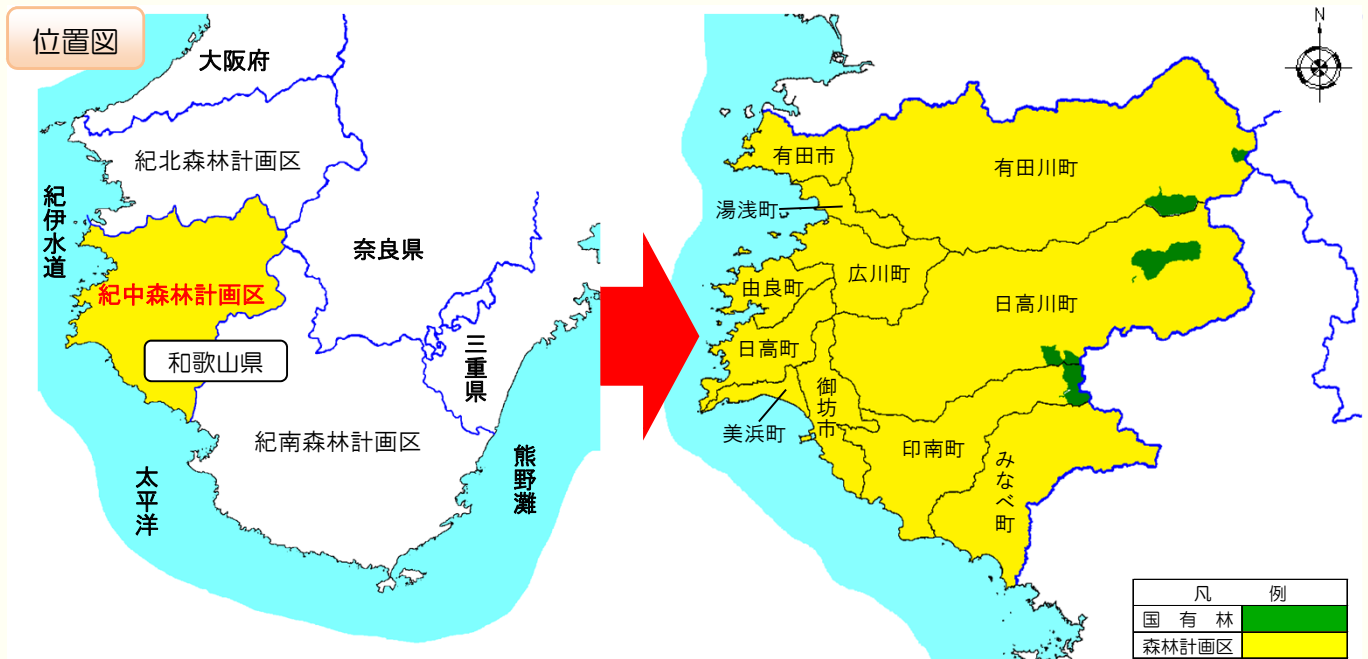 位置図
大阪府
紀北森林計画区
紀伊水道
奈良県
紀中森林計画区
和歌山県
三重県
紀南森林計画区
熊野灘
太平洋
N
有田市
有田川町
湯浅町
広川町
由良町
日高川町
日高町
御坊市
美浜町
印南町
みなべ町
凡 例
国有林
森林計画区